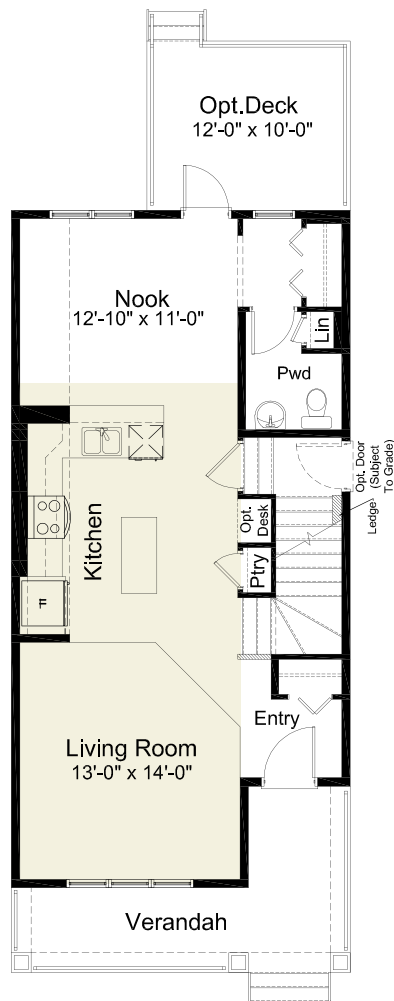 Opt.Deck
12'-0" x 10'-0"
Nook
12'-10" x 11'-0"
Lin
Pwd
Opt. Door
(Subject
To Grade)
Ledge
Opt.
Desk
Kitchen
Ptry
F
Entry
Living Room
13'-0" x 14'-0"
Verandah